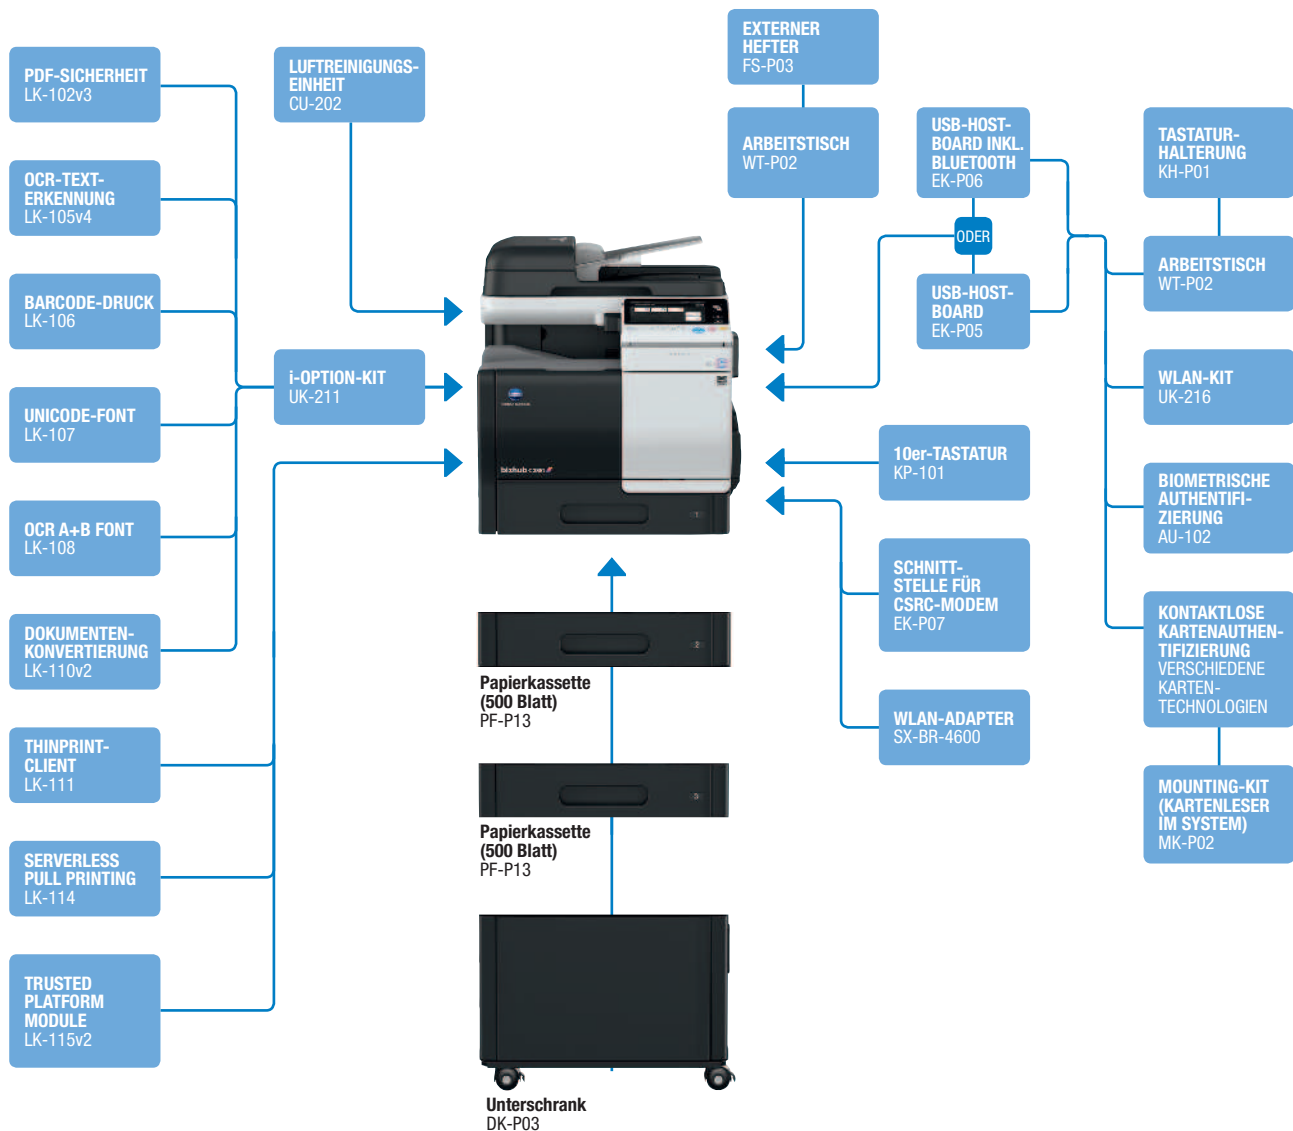 PDF-SICHERHEIT
LK-102v3
OCR-TEXT-
ERKENNUNG
LK-105v4
BARCODE-DRUCK
LK-106
UNICODE-FONT
LK-107
OCR A+B FONT
LK-108
DOKUMENTEN-
KONVERTIERUNG
LK-110v2
THINPRINT-
CLIENT
LK-111
SERVERLESS
PULL PRINTING
LK-114
TRUSTED
PLATFORM
MODULE
LK-115v2
LUFTREINIGUNGS-
EINHEIT
CU-202
i-OPTION-KIT
UK-211
1
2
Papierkassette
(500 Blatt)
PF-P13
3
Papierkassette
(500 Blatt)
PF-P13
Unterschrank
DK-P03
EXTERNER
HEFTER
FS-P03
ARBEITSTISCH
WT-P02
USB-HOST-
BOARD INKL.
BLUETOOTH
EK-P06
ODER
USB-HOST-
BOARD
EK-P05
10er-TASTATUR
KP-101
SCHNITT-
STELLE FÜR
CSRC-MODEM
EK-P07
WLAN-ADAPTER
SX-BR-4600
TASTATUR-
HALTERUNG
KH-P01
ARBEITSTISCH
WT-P02
WLAN-KIT
UK-216
BIOMETRISCHE
AUTHENTIFI-
ZIERUNG
AU-102
KONTAKTLOSE
KARTENAUTHEN-
TIFIZIERUNG
VERSCHIEDENE
KARTEN-
TECHNOLOGIEN
MOUNTING-KIT
(KARTENLESER
IM SYSTEM)
MK-P02